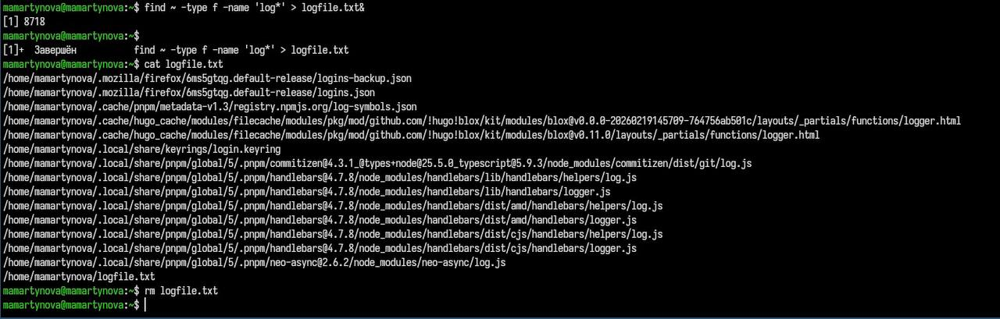 mamartynova@mamartynova:~$ find ~ -type f -name 'log*' > logfile.txt&
[1] 8718
mamartynova@mamartynova:~$
[1]+  Завершён          find ~ -type f -name 'log*' > logfile.txt
mamartynova@mamartynova:~$ cat logfile.txt
/home/mamartynova/.mozilla/firefox/6ms5gtqg.default-release/logins-backup.json
/home/mamartynova/.mozilla/firefox/6ms5gtqg.default-release/logins.json
/home/mamartynova/.cache/pnpm/metadata-v1.3/registry.npmjs.org/log-symbols.json
/home/mamartynova/.cache/hugo_cache/modules/filecache/modules/pkg/mod/github.com/!hugo!blox/kit/modules/blox@v0.0.0-20260219145709-764756ab501c/layouts/_partials/functions/logger.html
/home/mamartynova/.cache/hugo_cache/modules/filecache/modules/pkg/mod/github.com/!hugo!blox/kit/modules/blox@v0.11.0/layouts/_partials/functions/logger.html
/home/mamartynova/.local/share/keyrings/login.keyring
/home/mamartynova/.local/share/pnpm/global/5/.pnpm/commitizen@4.3.1_@types+node@25.5.0_typescript@5.9.3/node_modules/commitizen/dist/git/log.js
/home/mamartynova/.local/share/pnpm/global/5/.pnpm/handlebars@4.7.8/node_modules/handlebars/lib/handlebars/helpers/log.js
/home/mamartynova/.local/share/pnpm/global/5/.pnpm/handlebars@4.7.8/node_modules/handlebars/lib/handlebars/logger.js
/home/mamartynova/.local/share/pnpm/global/5/.pnpm/handlebars@4.7.8/node_modules/handlebars/dist/amd/handlebars/helpers/log.js
/home/mamartynova/.local/share/pnpm/global/5/.pnpm/handlebars@4.7.8/node_modules/handlebars/dist/amd/handlebars/logger.js
/home/mamartynova/.local/share/pnpm/global/5/.pnpm/handlebars@4.7.8/node_modules/handlebars/dist/cjs/handlebars/helpers/log.js
/home/mamartynova/.local/share/pnpm/global/5/.pnpm/handlebars@4.7.8/node_modules/handlebars/dist/cjs/handlebars/logger.js
/home/mamartynova/.local/share/pnpm/global/5/.pnpm/neo-async@2.6.2/node_modules/neo-async/log.js
/home/mamartynova/logfile.txt
mamartynova@mamartynova:~$ rm logfile.txt
mamartynova@mamartynova:~$